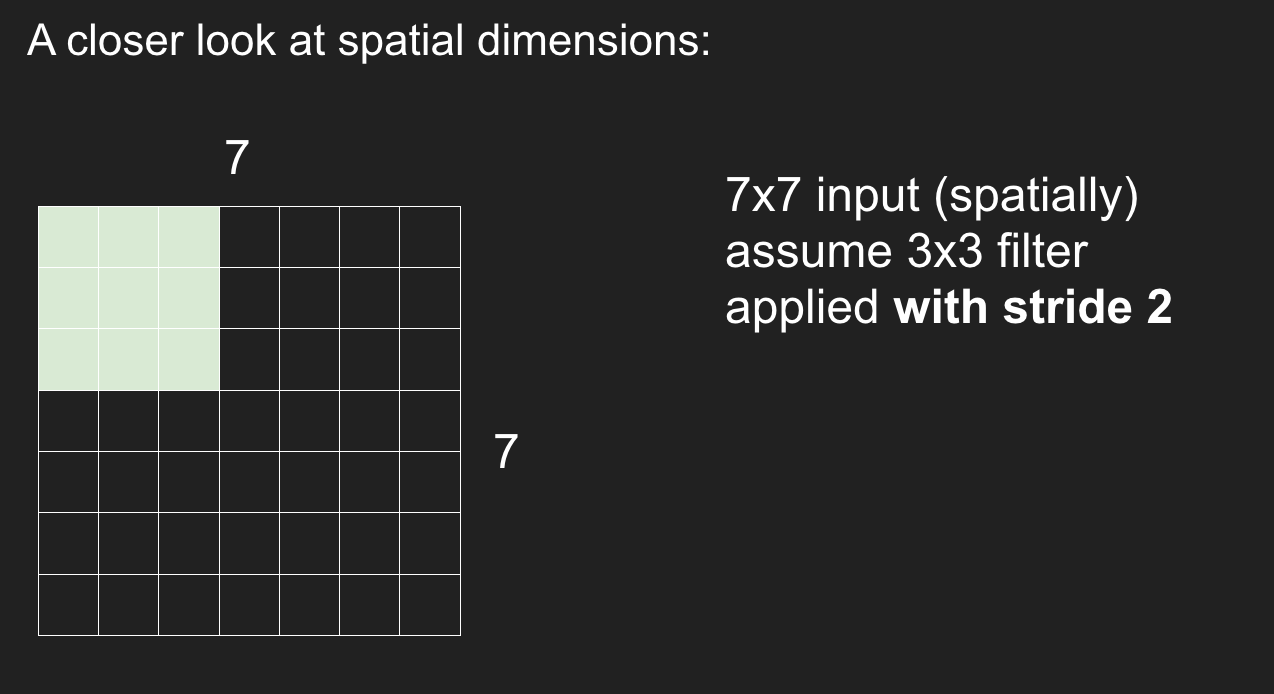 A closer look at spatial dimensions:
7
7x7 input (spatially)
assume 3x3 filter
applied with stride 2
7